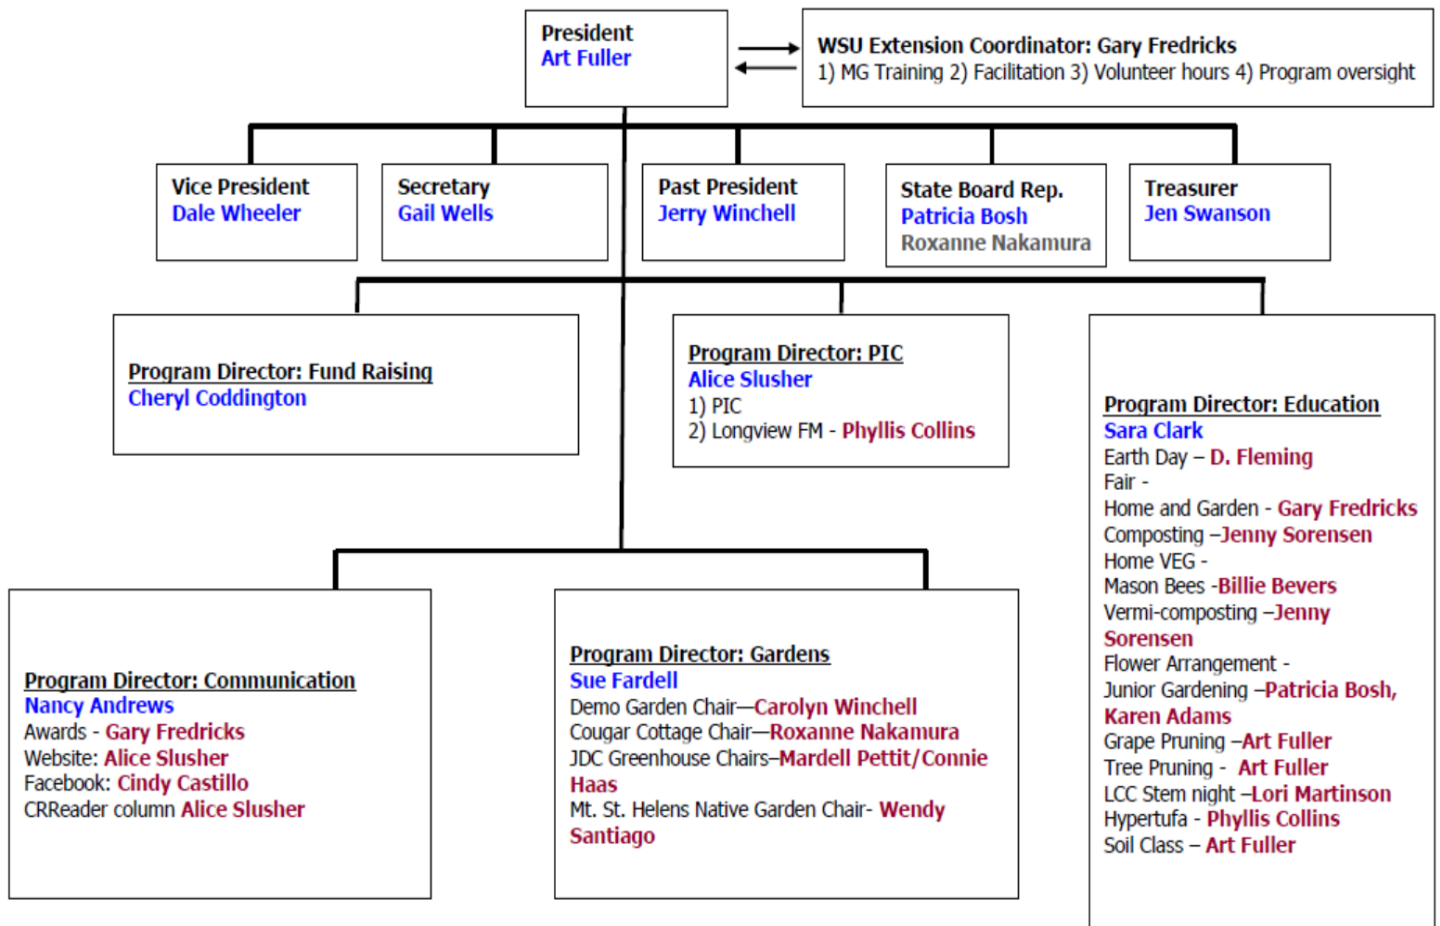 President
Art Fuller
WSU Extension Coordinator: Gary Fredricks
1) MG Training 2) Facilitation 3) Volunteer hours 4) Program oversight
Vice President
Dale Wheeler
Secretary
Gail Wells
Past President
Jerry Winchell
State Board Rep.
Patricia Bosh
Roxanne Nakamura
Treasurer
Jen Swanson
Program Director: Fund Raising
Cheryl Coddington
Program Director: PIC
Alice Slusher
1) PIC
2) Longview FM - Phyllis Collins
Program Director: Education
Sara Clark
Earth Day – D. Fleming
Fair -
Home and Garden - Gary Fredricks
Composting –Jenny Sorensen
Home VEG -
Mason Bees -Billie Bevers
Vermi-composting –Jenny
Sorensen
Flower Arrangement -
Junior Gardening –Patricia Bosh,
Karen Adams
Grape Pruning –Art Fuller
Tree Pruning - Art Fuller
LCC Stem night –Lori Martinson
Hypertufa - Phyllis Collins
Soil Class – Art Fuller
Program Director: Communication
Nancy Andrews
Awards - Gary Fredricks
Website: Alice Slusher
Facebook: Cindy Castillo
CRReader column Alice Slusher
Program Director: Gardens
Sue Fardell
Demo Garden Chair—Carolyn Winchell
Cougar Cottage Chair—Roxanne Nakamura
JDC Greenhouse Chairs–Mardell Pettit/Connie
Haas
Mt. St. Helens Native Garden Chair- Wendy
Santiago